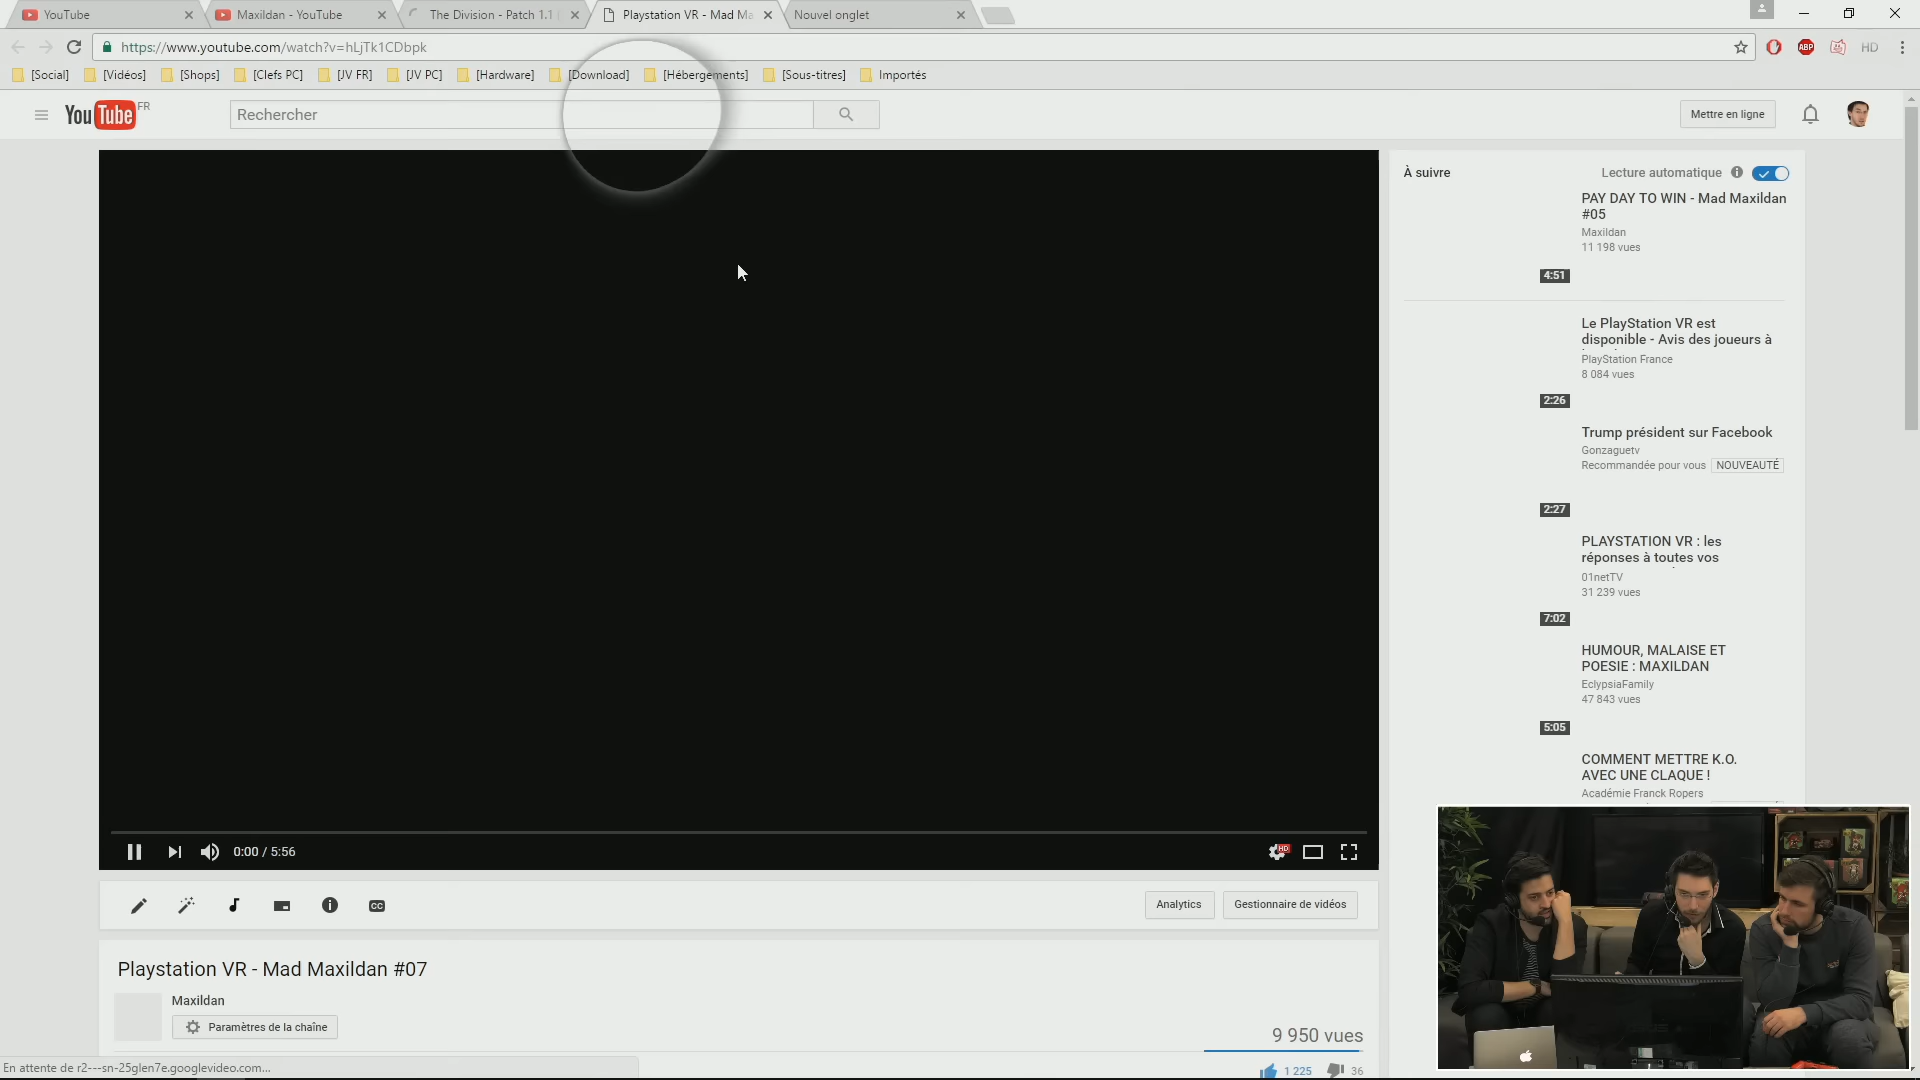 YouTube
Maxildan - YouTube
The Division - Patch 1.1
Playstation VR - Mad Ma
Nouvel onglet
https://www.youtube.com/watch?v=hLjTk1CDbpk
ABP
HD
[Social]
[Vidéos]
[Shops]
[Clefs PC]
[JV FR]
[JV PC]
[Hardware]
[Download]
[Hébergements]
[Sous-titres]
Importés
YouTube FR
Rechercher
Mettre en ligne
À suivre
Lecture automatique
PAY DAY TO WIN - Mad Maxildan
#05
Maxildan
11 198 vues
4:51
Le PlayStation VR est
disponible - Avis des joueurs à
PlayStation France
8 084 vues
2:26
Trump président sur Facebook
Gonzaguetv
Recommandée pour vous NOUVEAUTÉ
2:27
PLAYSTATION VR : les
réponses à toutes vos
01netTV
31 239 vues
7:02
HUMOUR, MALAISE ET
POESIE : MAXILDAN
EclypsiaFamily
47 843 vues
5:05
COMMENT METTRE K.O.
AVEC UNE CLAQUE !
Académie Franck Ropers
0:00 / 5:56
HD
CC
Analytics
Gestionnaire de vidéos
Playstation VR - Mad Maxildan #07
Maxildan
Paramètres de la chaîne
9 950 vues
1 225
36
En attente de r2---sn-25glen7e.googlevideo.com...